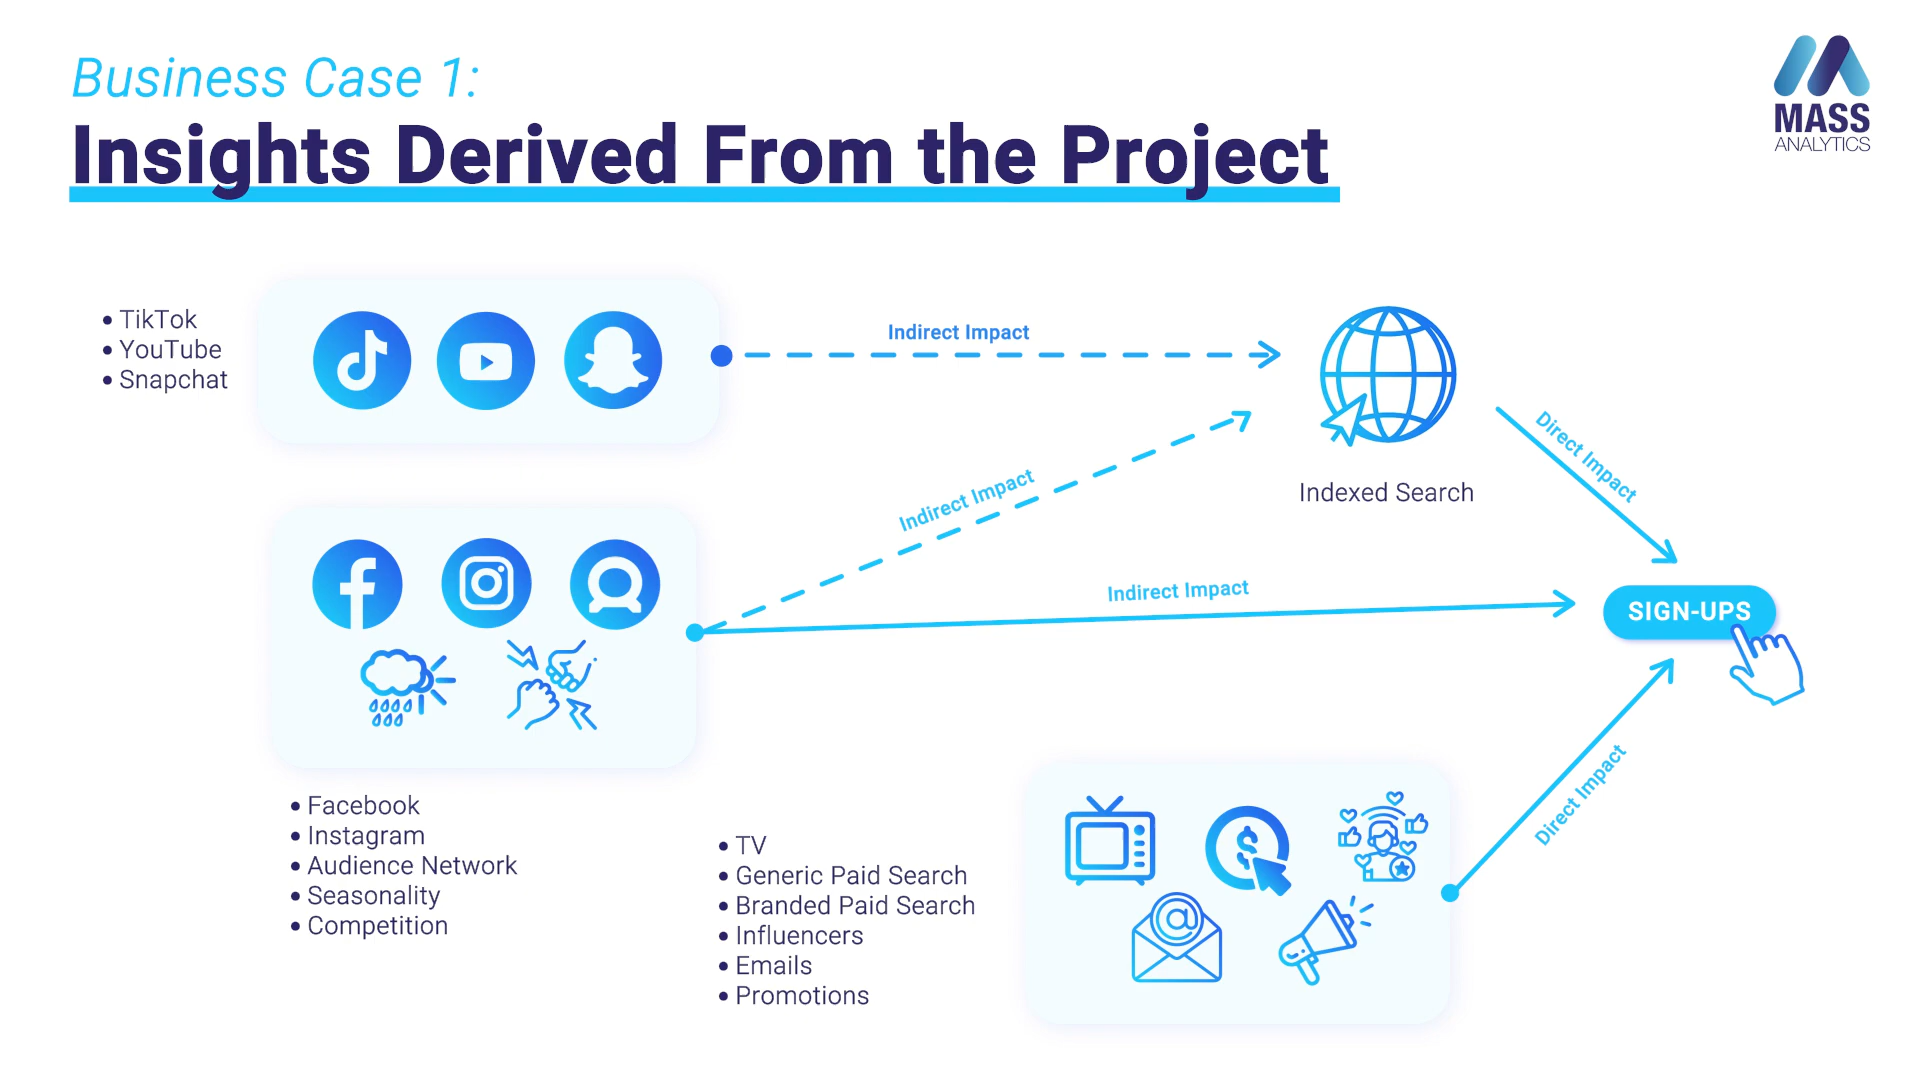 Business Case 1:
Insights Derived From the Project
MASS
ANALYTICS
• TikTok
• YouTube
• Snapchat
Indirect Impact
Indexed Search
Direct Impact
Indirect Impact
Indirect Impact
SIGN-UPS
• Facebook
• Instagram
• Audience Network
• Seasonality
• Competition
• TV
• Generic Paid Search
• Branded Paid Search
• Influencers
• Emails
• Promotions
Direct Impact